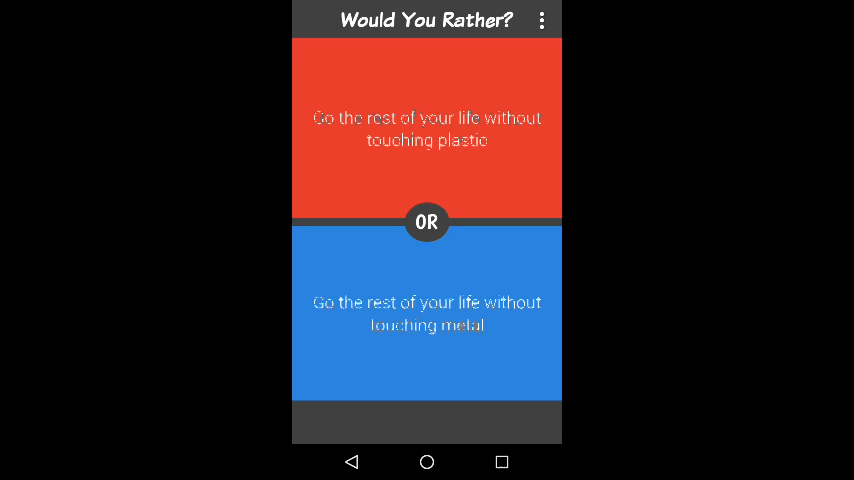 Would You Rather?
Go the rest of your life without
touching plastic
OR
Go the rest of your life without
touching metal